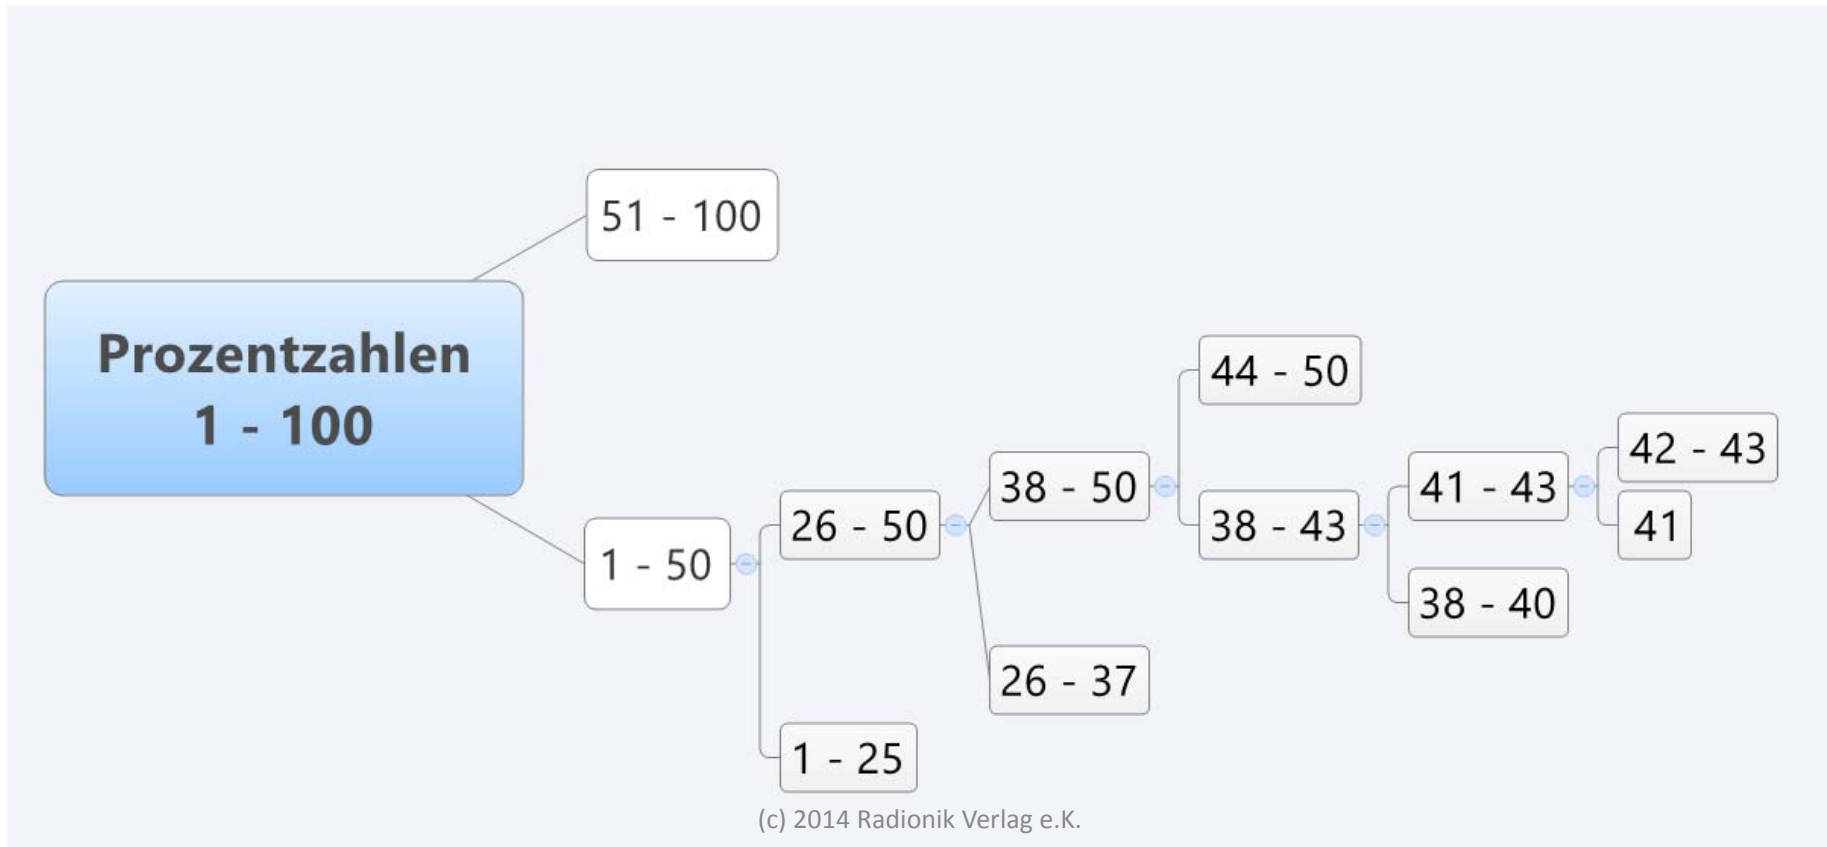 51 - 100
Prozentzahlen
1 - 100
44 - 50
42 - 43
38 - 50
41 - 43
26 - 50
38 - 43
41
1 - 50
38 - 40
26 - 37
1 - 25
(c) 2014 Radionik Verlag e.K.